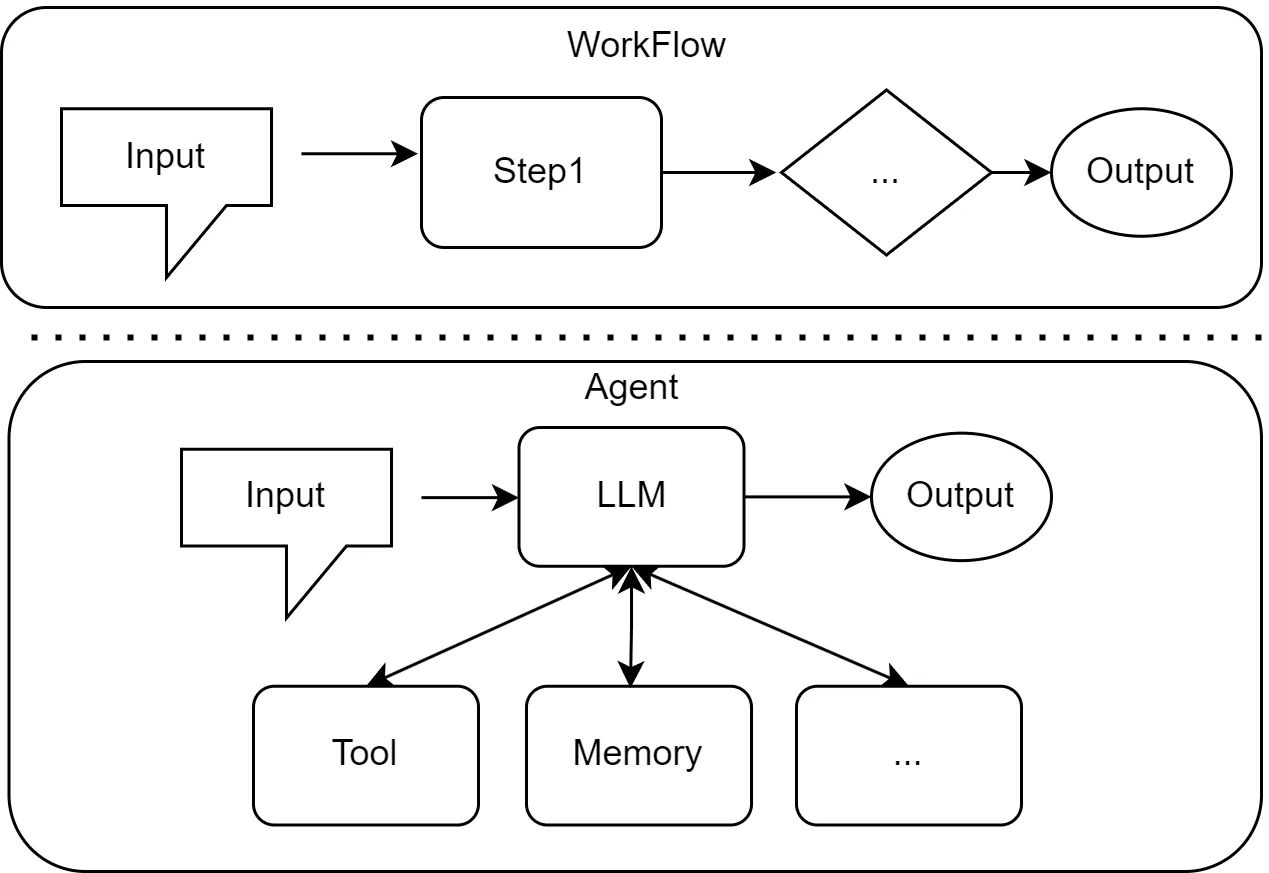 WorkFlow
Input
Step1
...
Output
Agent
Input
LLM
Output
Tool
Memory
...